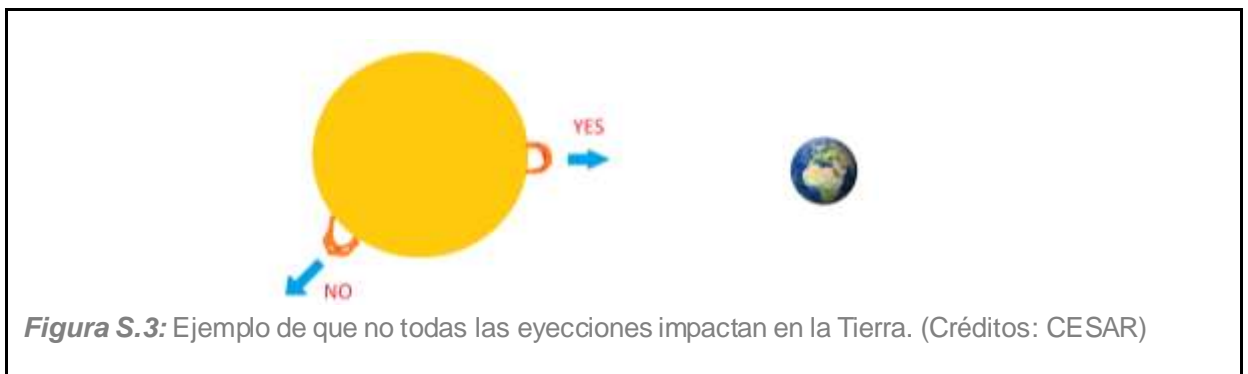 YES
NO
Figura S.3: Ejemplo de que no todas las eyecciones impactan en la Tierra. (Créditos: CESAR)